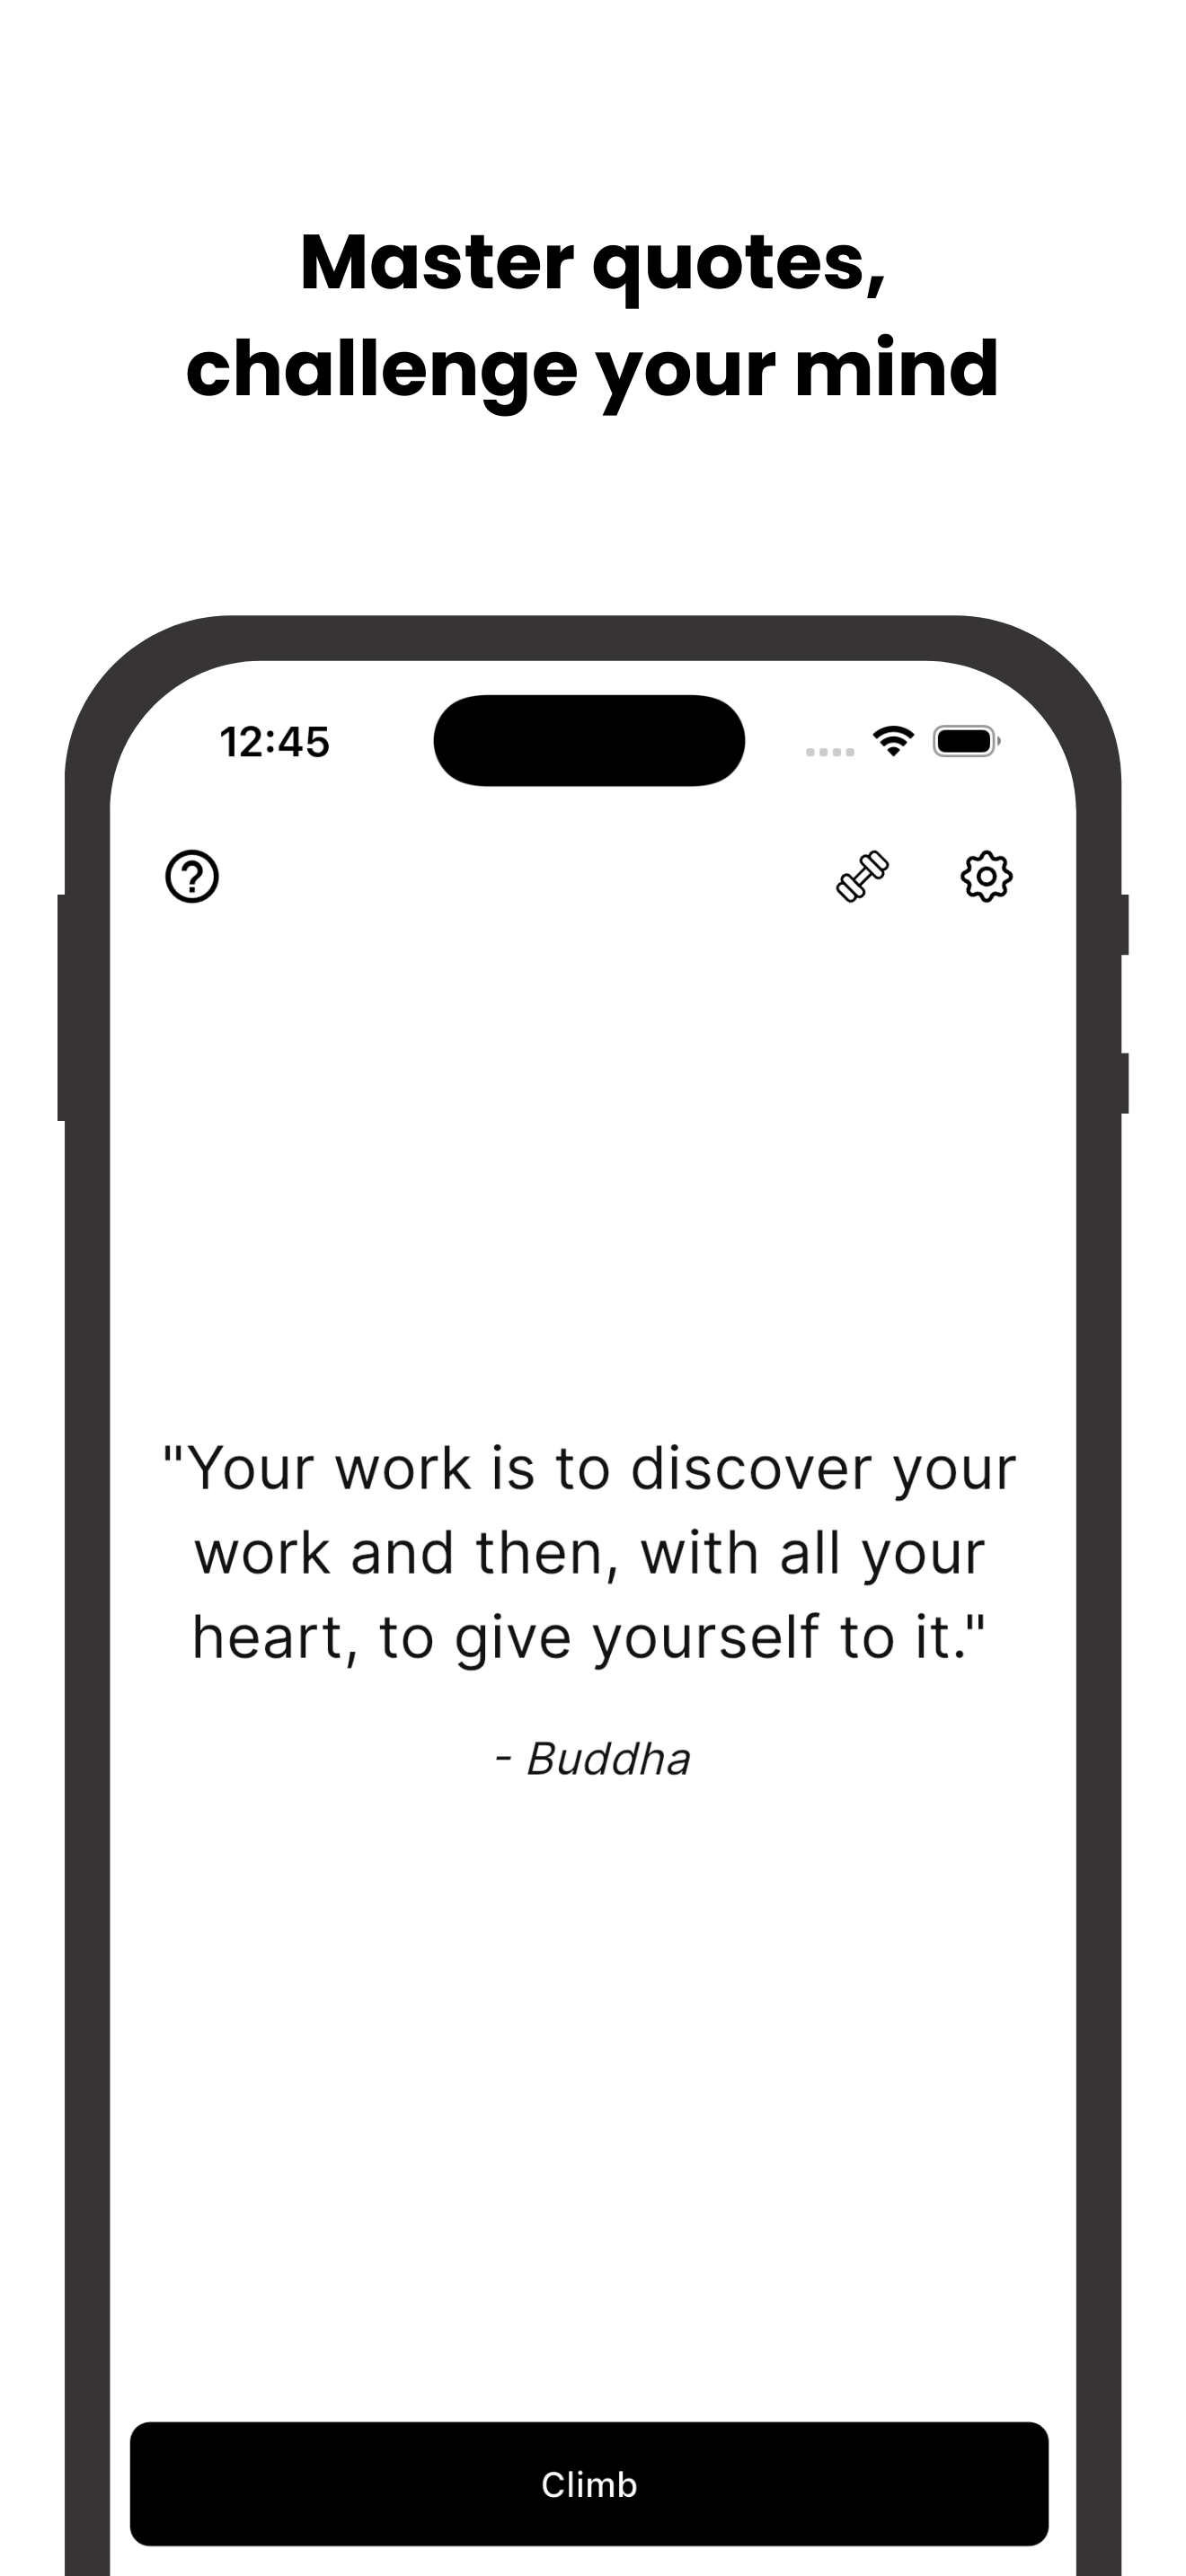 Master quotes,
challenge your mind
12:45
"Your work is to discover your
work and then, with all your
heart, to give yourself to it."
- Buddha
Climb